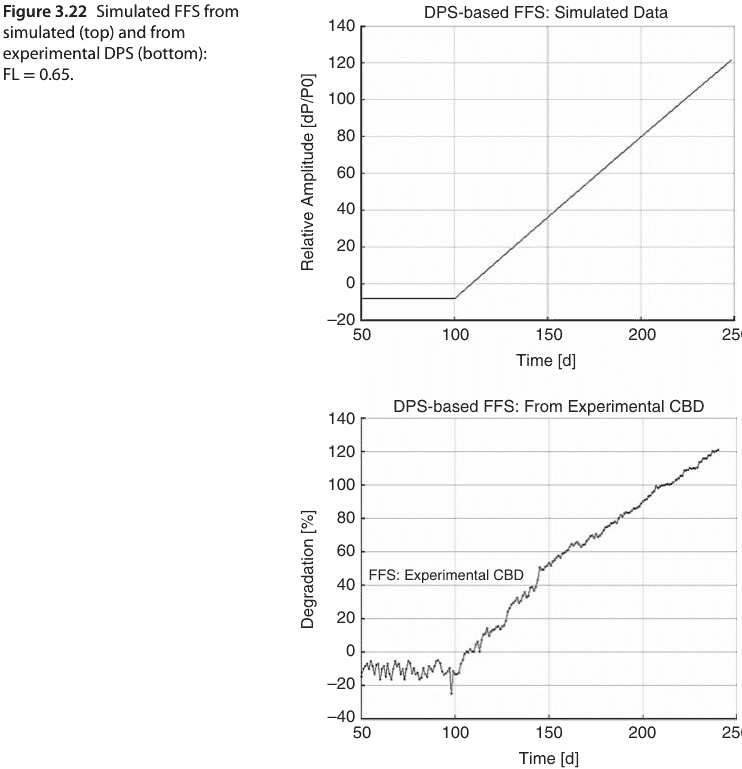 Figure 3.22 Simulated FFS from
simulated (top) and from
experimental DPS (bottom):
FL = 0.65.
DPS-based FFS: Simulated Data
Relative Amplitude [dP/P0]
140
120
100
80
60
40
20
0
−20
50 100 150 200 25
Time [d]
DPS-based FFS: From Experimental CBD
Degradation [%]
140
120
100
80
60
FFS: Experimental CBD
40
20
0
−20
−40
50 100 150 200 25
Time [d]